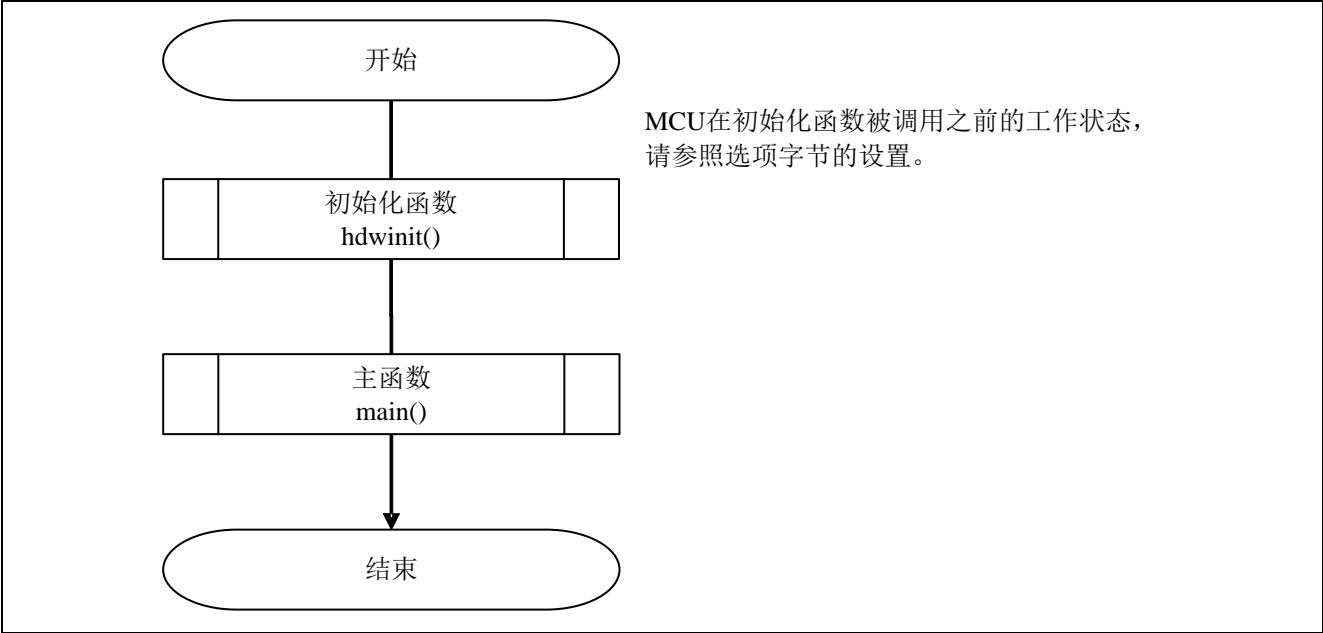 开始
MCU在初始化函数被调用之前的工作状态，
请参照选项字节的设置。
初始化函数
hdwinit()
主函数
main()
结束